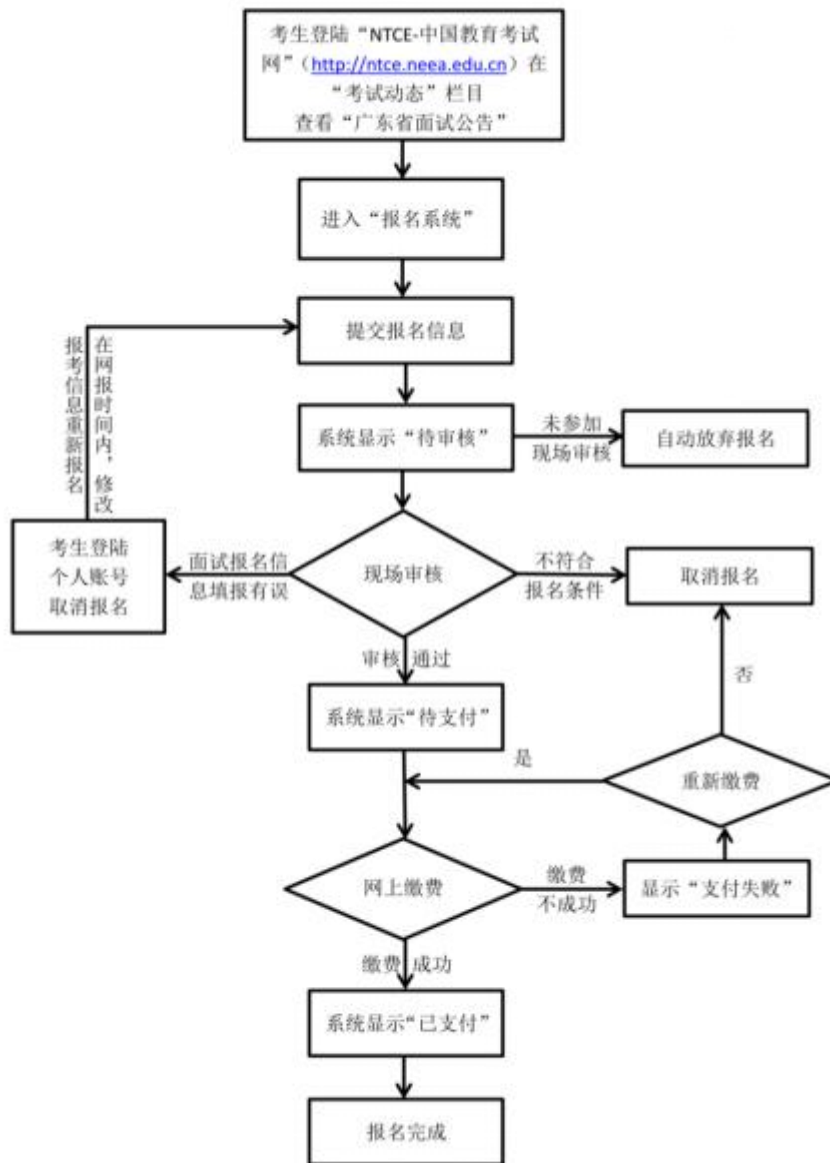 考生登陆“NTCE-中国教育考试
网”（http://ntce.neea.edu.cn）在
“考试动态”栏目
查看“广东省面试公告”
进入“报名系统”
提交报名信息
在网报时间内，修改
报考信息重新报名
系统显示“待审核”
未参加
现场审核
自动放弃报名
考生登陆
个人账号
取消报名
面试报名信
息填报有误
现场审核
不符合
报名条件
取消报名
审核 通过
否
系统显示“待支付”
是
重新缴费
网上缴费
缴费
不成功
显示“支付失败”
缴费 成功
系统显示“已支付”
报名完成